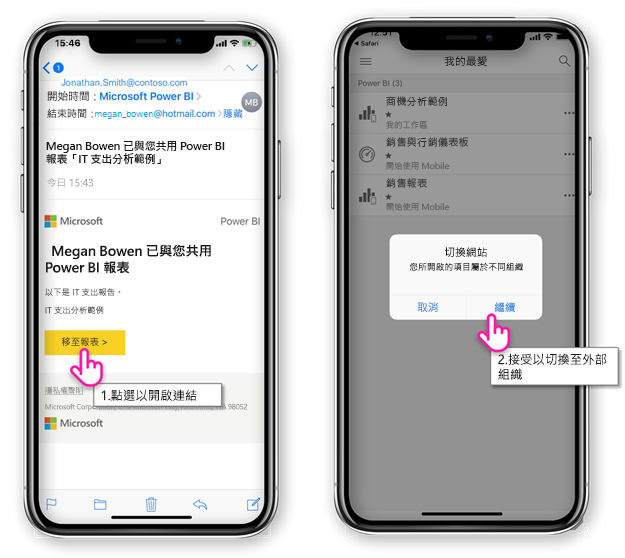 15:46
1
Jonathan.Smith@contoso.com
開始時間：Microsoft Power BI
MB
結束時間：megan_bowen@hotmail.com 隱藏
Megan Bowen 已與您共用 Power BI
報表「IT 支出分析範例」
今日 15:43
Microsoft
Power BI
Megan Bowen 已與您共用
Power BI 報表
以下是 IT 支出報告。
IT 支出分析範例
移至報表 >
1.點選以開啟連結
隱私權聲明
Microsoft Corporation, WA 98052
Microsoft
12:51
Safari
我的最愛
Power BI (3)
商機分析範例
我的工作區
銷售與行銷儀表板
開始使用 Mobile
銷售報表
開始使用 Mobile
切換網站
您所開啟的項目屬於不同組織
取消
繼續
2.接受以切換至外部
組織